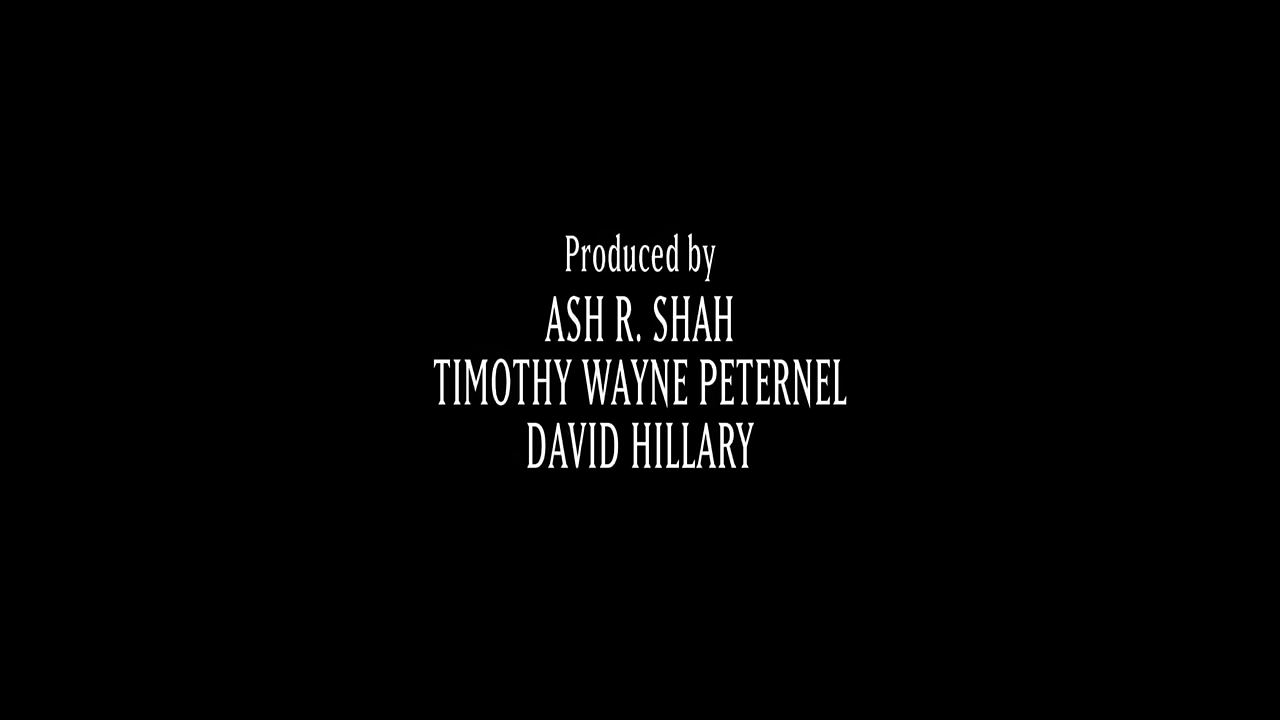 Produced by
ASH R. SHAH
TIMOTHY WAYNE PETERNEL
DAVID HILLARY